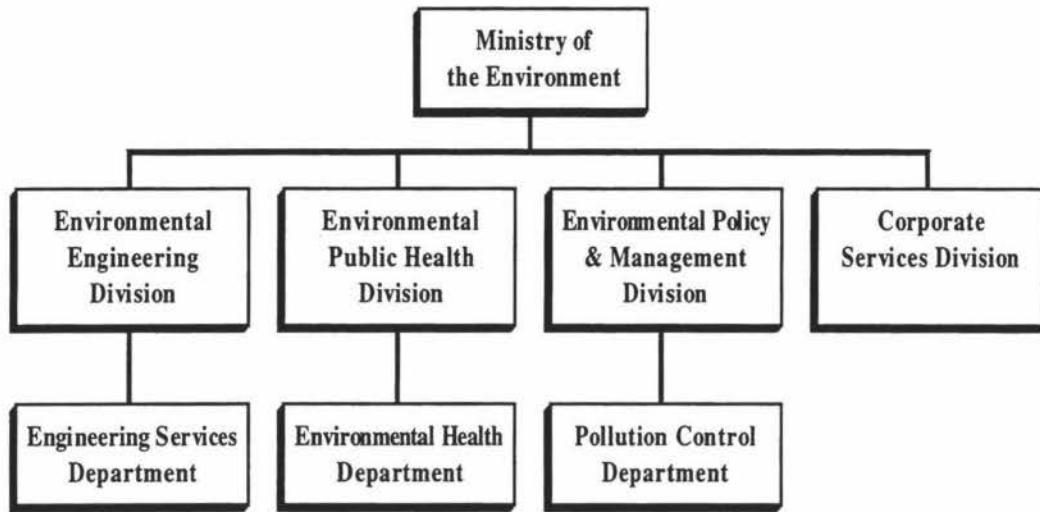 Ministry of
the Environment
Environmental
Engineering
Division
Environmental
Public Health
Division
Environmental Policy
& Management
Division
Corporate
Services Division
Engineering Services
Department
Environmental Health
Department
Pollution Control
Department